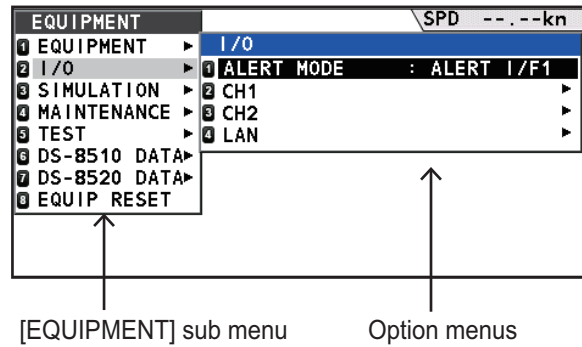 EQUIPMENT
SPD --.--kn
1 EQUIPMENT ►
2 I/O ►
3 SIMULATION ►
4 MAINTENANCE ►
5 TEST ►
6 DS-8510 DATA►
7 DS-8520 DATA►
8 EQUIP RESET
I/O
1 ALERT MODE : ALERT I/F1
2 CH1 ►
3 CH2 ►
4 LAN ►
[EQUIPMENT] sub menu
Option menus